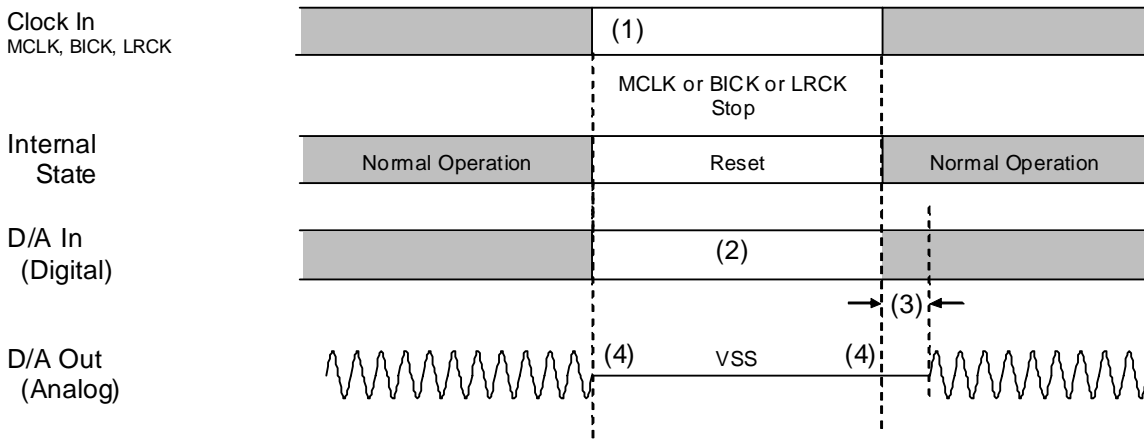 Clock In
MCLK, BICK, LRCK
(1)
MCLK or BICK or LRCK
Stop
Internal
State
Normal Operation
Reset
Normal Operation
D/A In
(Digital)
(2)
(3)
D/A Out
(Analog)
(4)
VSS
(4)